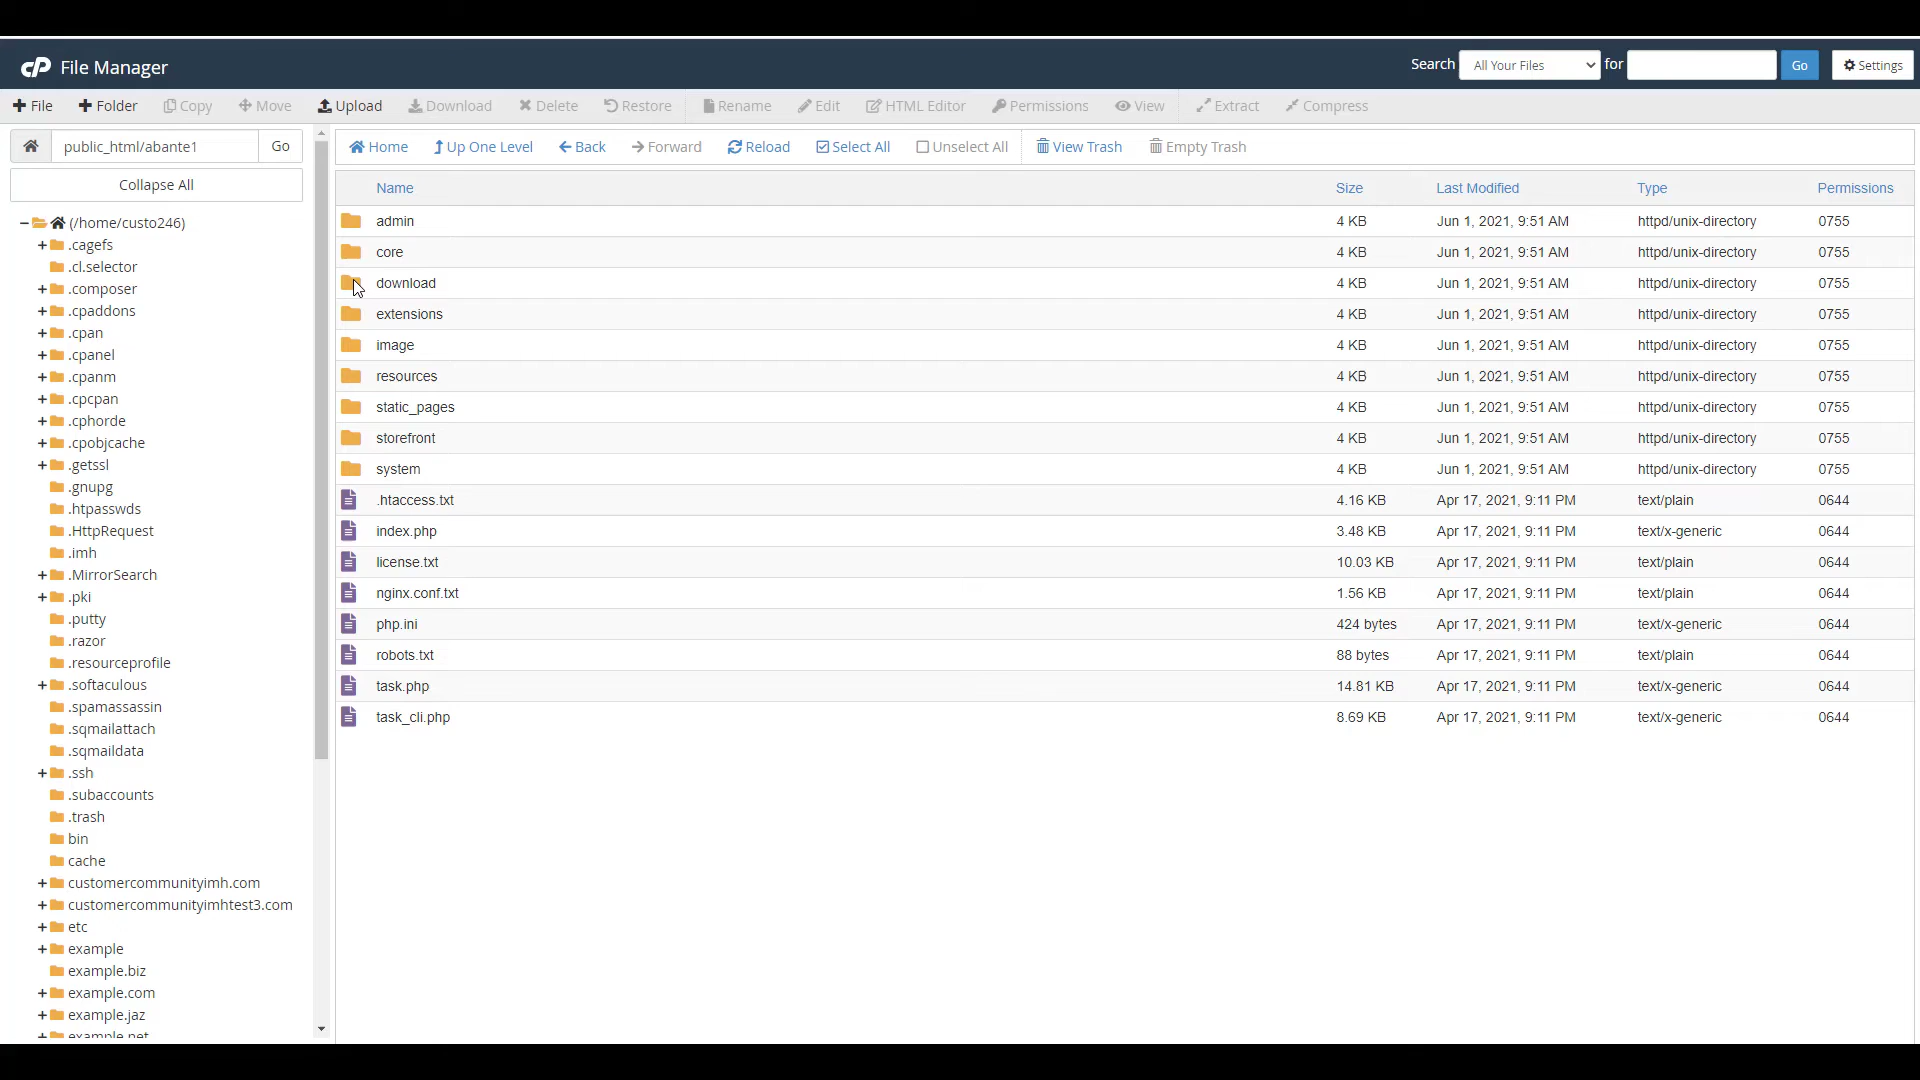 cP File Manager
Search All Your Files for Go Settings
File Folder Copy Move Upload Download Delete Restore Rename Edit HTML Editor Permissions View Extract Compress
public_html/abante1 Go
Home Up One Level Back Forward Reload Select All Unselect All View Trash Empty Trash
Collapse All
(/home/custo246)
.cagefs
.cl.selector
.composer
.cpaddons
.cpan
.cpanel
.cpanm
.cpcpan
.cphorde
.cpobjcache
.getssl
.gnupg
.htpasswds
.HttpRequest
.imh
.MirrorSearch
.pki
.putty
.razor
.resourceprofile
.softaculous
.spamassassin
.sqmailattach
.sqmaildata
.ssh
.subaccounts
.trash
bin
cache
customercommunityimh.com
customercommunityimhtest3.com
etc
example
example.biz
example.com
example.jaz
example.net
Name Size Last Modified Type Permissions
admin 4 KB Jun 1, 2021, 9:51 AM httpd/unix-directory 0755
core 4 KB Jun 1, 2021, 9:51 AM httpd/unix-directory 0755
download 4 KB Jun 1, 2021, 9:51 AM httpd/unix-directory 0755
extensions 4 KB Jun 1, 2021, 9:51 AM httpd/unix-directory 0755
image 4 KB Jun 1, 2021, 9:51 AM httpd/unix-directory 0755
resources 4 KB Jun 1, 2021, 9:51 AM httpd/unix-directory 0755
static_pages 4 KB Jun 1, 2021, 9:51 AM httpd/unix-directory 0755
storefront 4 KB Jun 1, 2021, 9:51 AM httpd/unix-directory 0755
system 4 KB Jun 1, 2021, 9:51 AM httpd/unix-directory 0755
.htaccess.txt 4.16 KB Apr 17, 2021, 9:11 PM text/plain 0644
index.php 3.48 KB Apr 17, 2021, 9:11 PM text/x-generic 0644
license.txt 10.03 KB Apr 17, 2021, 9:11 PM text/plain 0644
nginx.conf.txt 1.56 KB Apr 17, 2021, 9:11 PM text/plain 0644
php.ini 424 bytes Apr 17, 2021, 9:11 PM text/x-generic 0644
robots.txt 88 bytes Apr 17, 2021, 9:11 PM text/plain 0644
task.php 14.81 KB Apr 17, 2021, 9:11 PM text/x-generic 0644
task_cli.php 8.69 KB Apr 17, 2021, 9:11 PM text/x-generic 0644